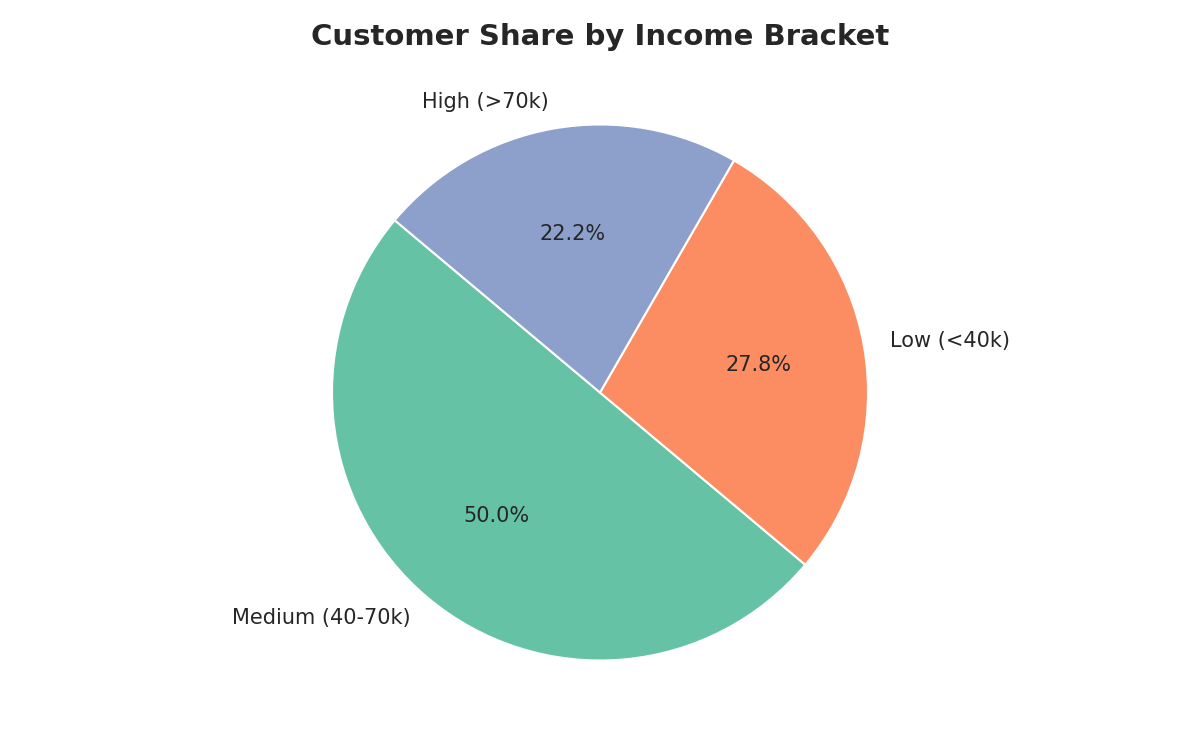 Customer Share by Income Bracket
High (>70k)
22.2%
Low (<40k)
27.8%
50.0%
Medium (40-70k)